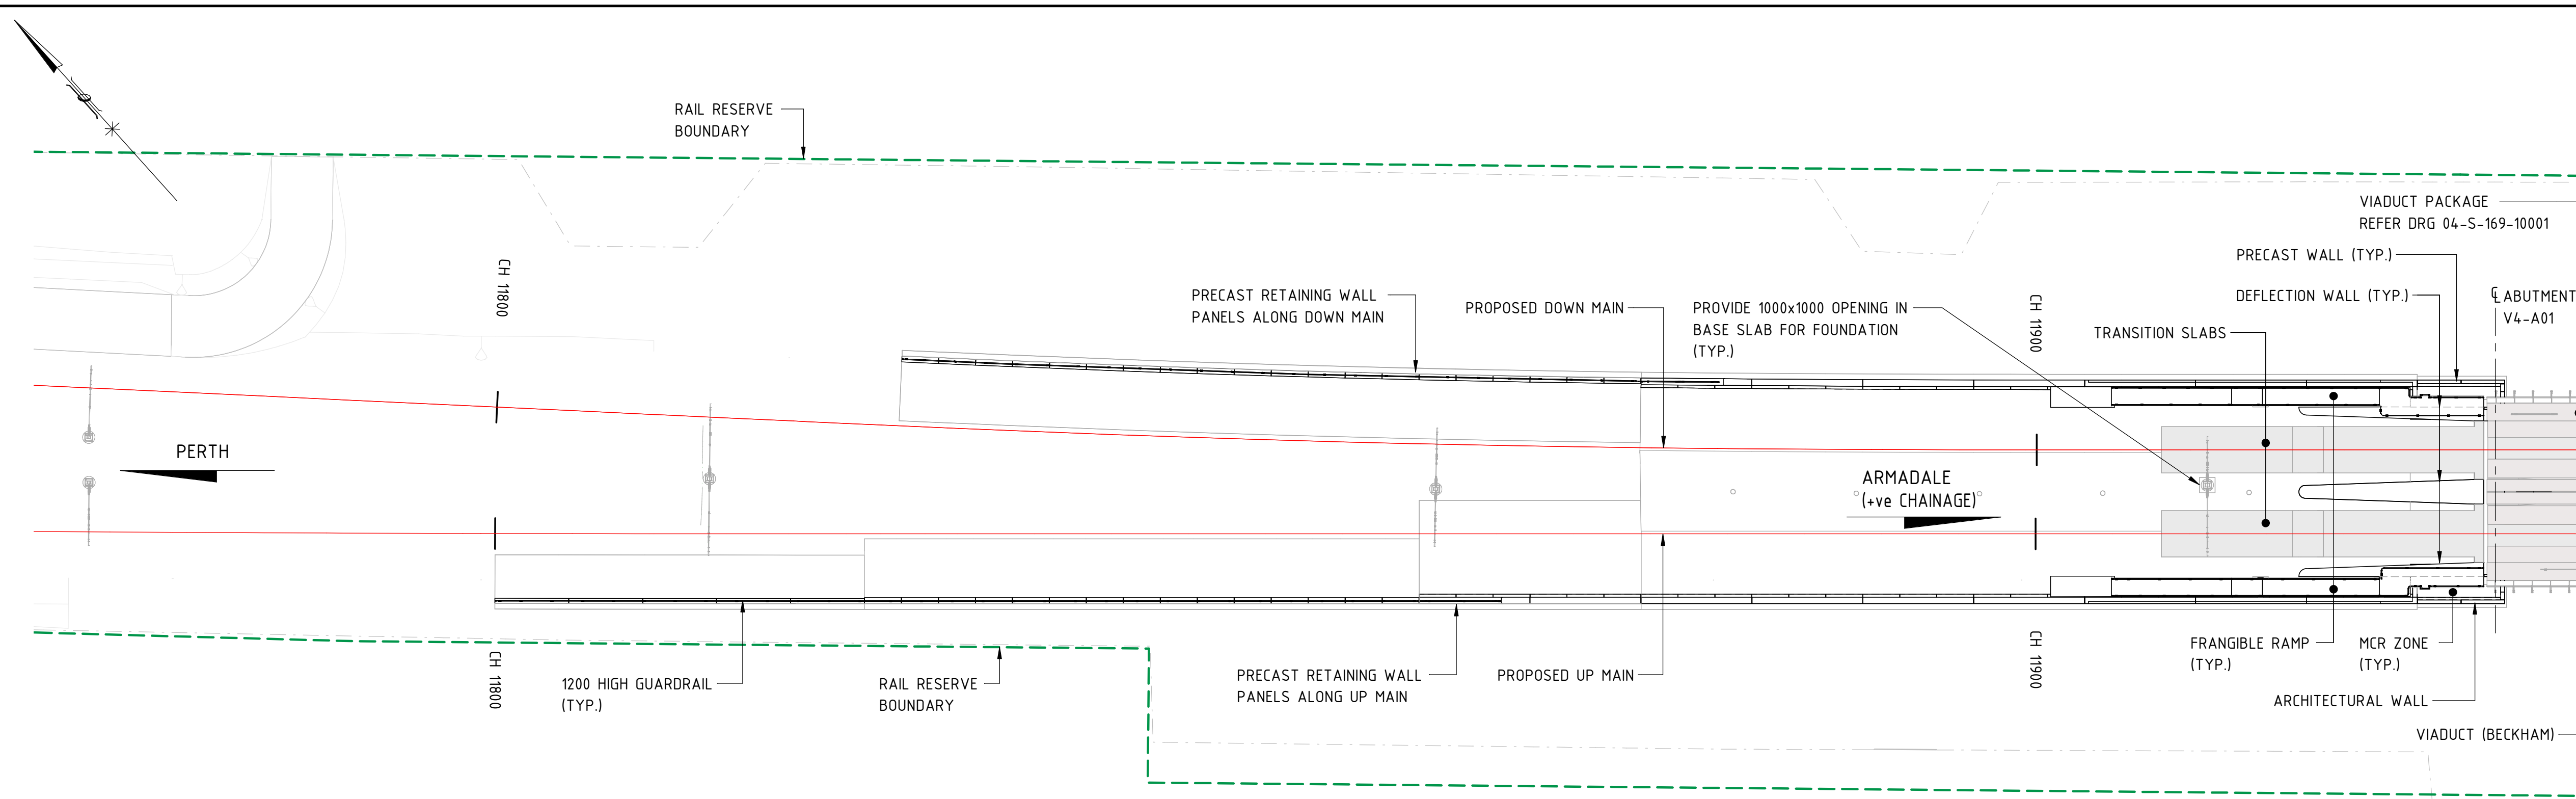 RAIL RESERVE
BOUNDARY
VIADUCT PACKAGE
REFER DRG 04-S-169-10001
PRECAST WALL (TYP.)
CH 11800
PRECAST RETAINING WALL
PANELS ALONG DOWN MAIN
PROPOSED DOWN MAIN
PROVIDE 1000x1000 OPENING IN
BASE SLAB FOR FOUNDATION
(TYP.)
CH 11900
DEFLECTION WALL (TYP.)
TRANSITION SLABS
℄ ABUTMENT
V4-A01
PERTH
ARMADALE
(+ve CHAINAGE)
CH 11800
1200 HIGH GUARDRAIL
(TYP.)
RAIL RESERVE
BOUNDARY
PRECAST RETAINING WALL
PANELS ALONG UP MAIN
PROPOSED UP MAIN
CH 11900
FRANGIBLE RAMP
(TYP.)
MCR ZONE
(TYP.)
ARCHITECTURAL WALL
VIADUCT (BECKHAM)